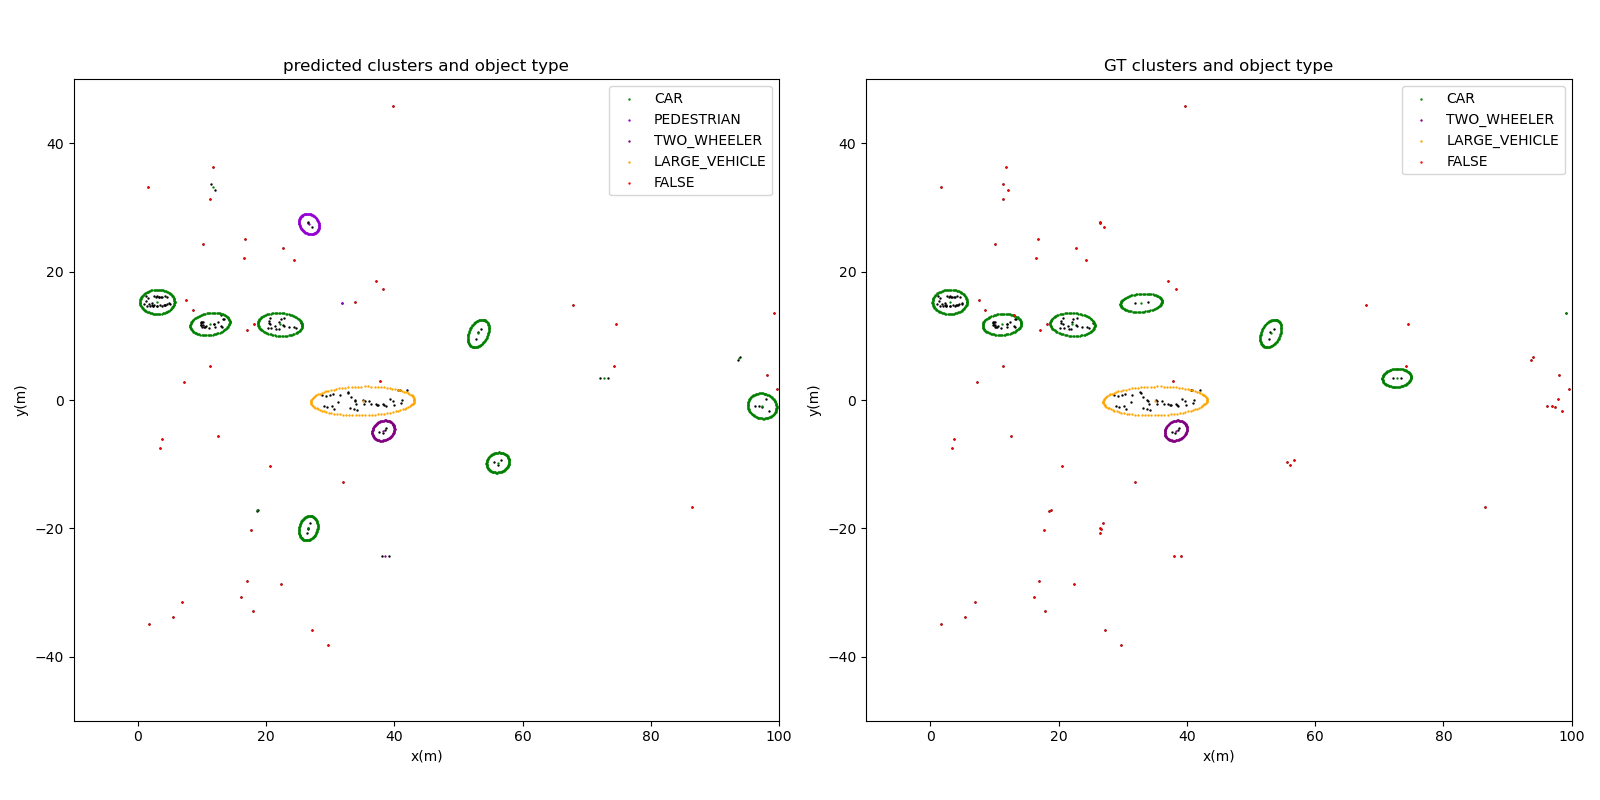 predicted clusters and object type
CAR
PEDESTRIAN
TWO_WHEELER
LARGE_VEHICLE
FALSE
40
20
0
−20
−40
y(m)
0
20
40
60
80
100
x(m)
GT clusters and object type
CAR
TWO_WHEELER
LARGE_VEHICLE
FALSE
40
20
0
−20
−40
y(m)
0
20
40
60
80
100
x(m)